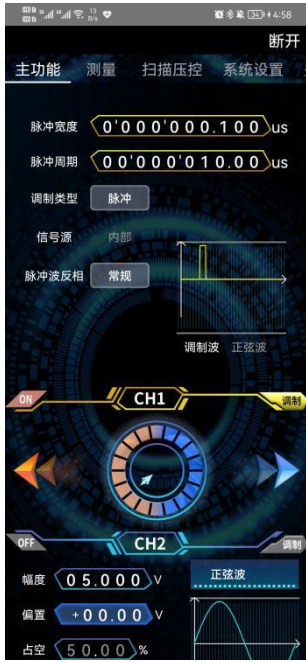 13 B/s 34 4:58
断开
主功能 测量 扫描压控 系统设置
脉冲宽度 0'000'000.100 us
脉冲周期 00'000'010.00 us
调制类型 脉冲
信号源 内部
脉冲波反相 常规
调制波 正弦波
ON CH1 调制
OFF CH2 调制
幅度 05.000 V 正弦波
偏置 +00.00 V
占空 50.00 %